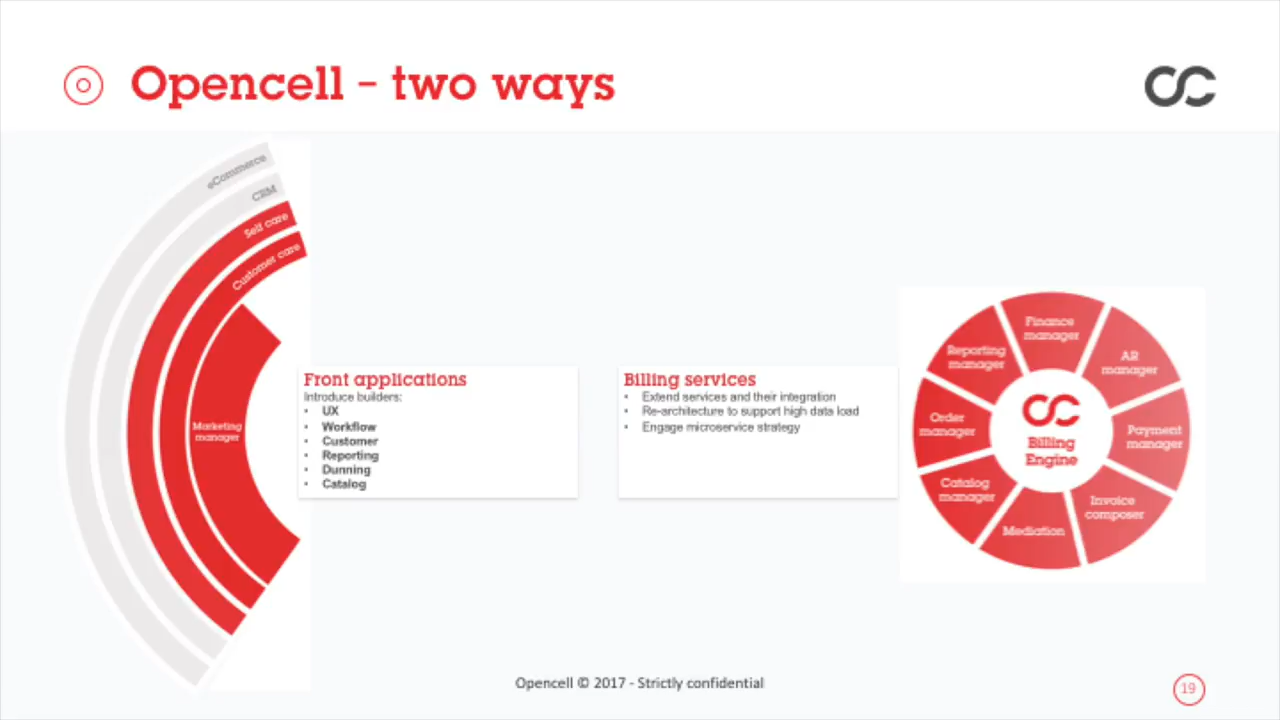 Opencell - two ways
eCommerce
CRM
Self care
Customer care
Marketing
manager
Front applications
Introduce builders:
• UX
• Workflow
• Customer
• Reporting
• Dunning
• Catalog
Billing services
• Extend services and their integration
• Re-architecture to support high data load
• Engage microservice strategy
Finance
manager
AR
manager
Payment
manager
Invoice
composer
Mediation
Catalog
manager
Order
manager
Reporting
manager
Billing
Engine
Opencell © 2017 - Strictly confidential
19